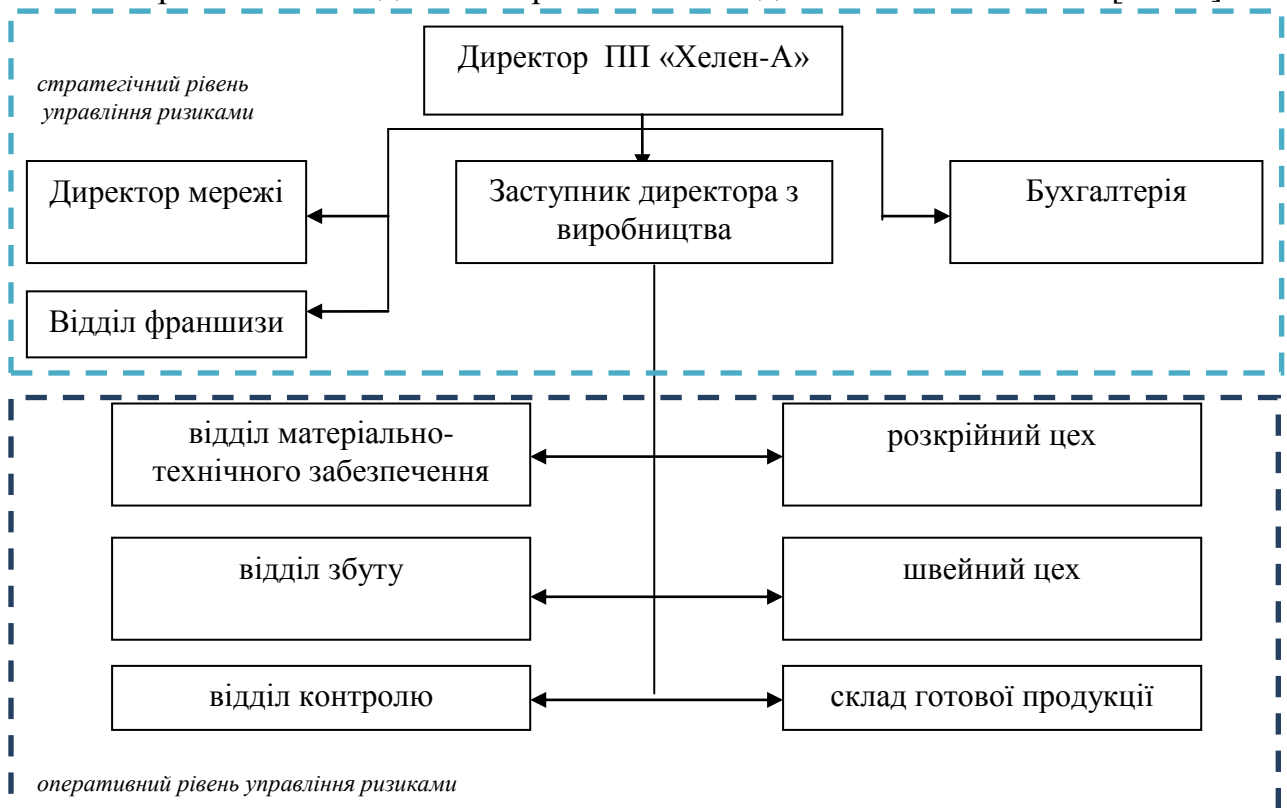 Директор ПП «Хелен-А»
стратегічний рівень
управління ризиками
Директор мережі
Заступник директора з
виробництва
Бухгалтерія
Відділ франшизи
відділ матеріально-
технічного забезпечення
розкрійний цех
відділ збуту
швейний цех
відділ контролю
склад готової продукції
оперативний рівень управління ризиками